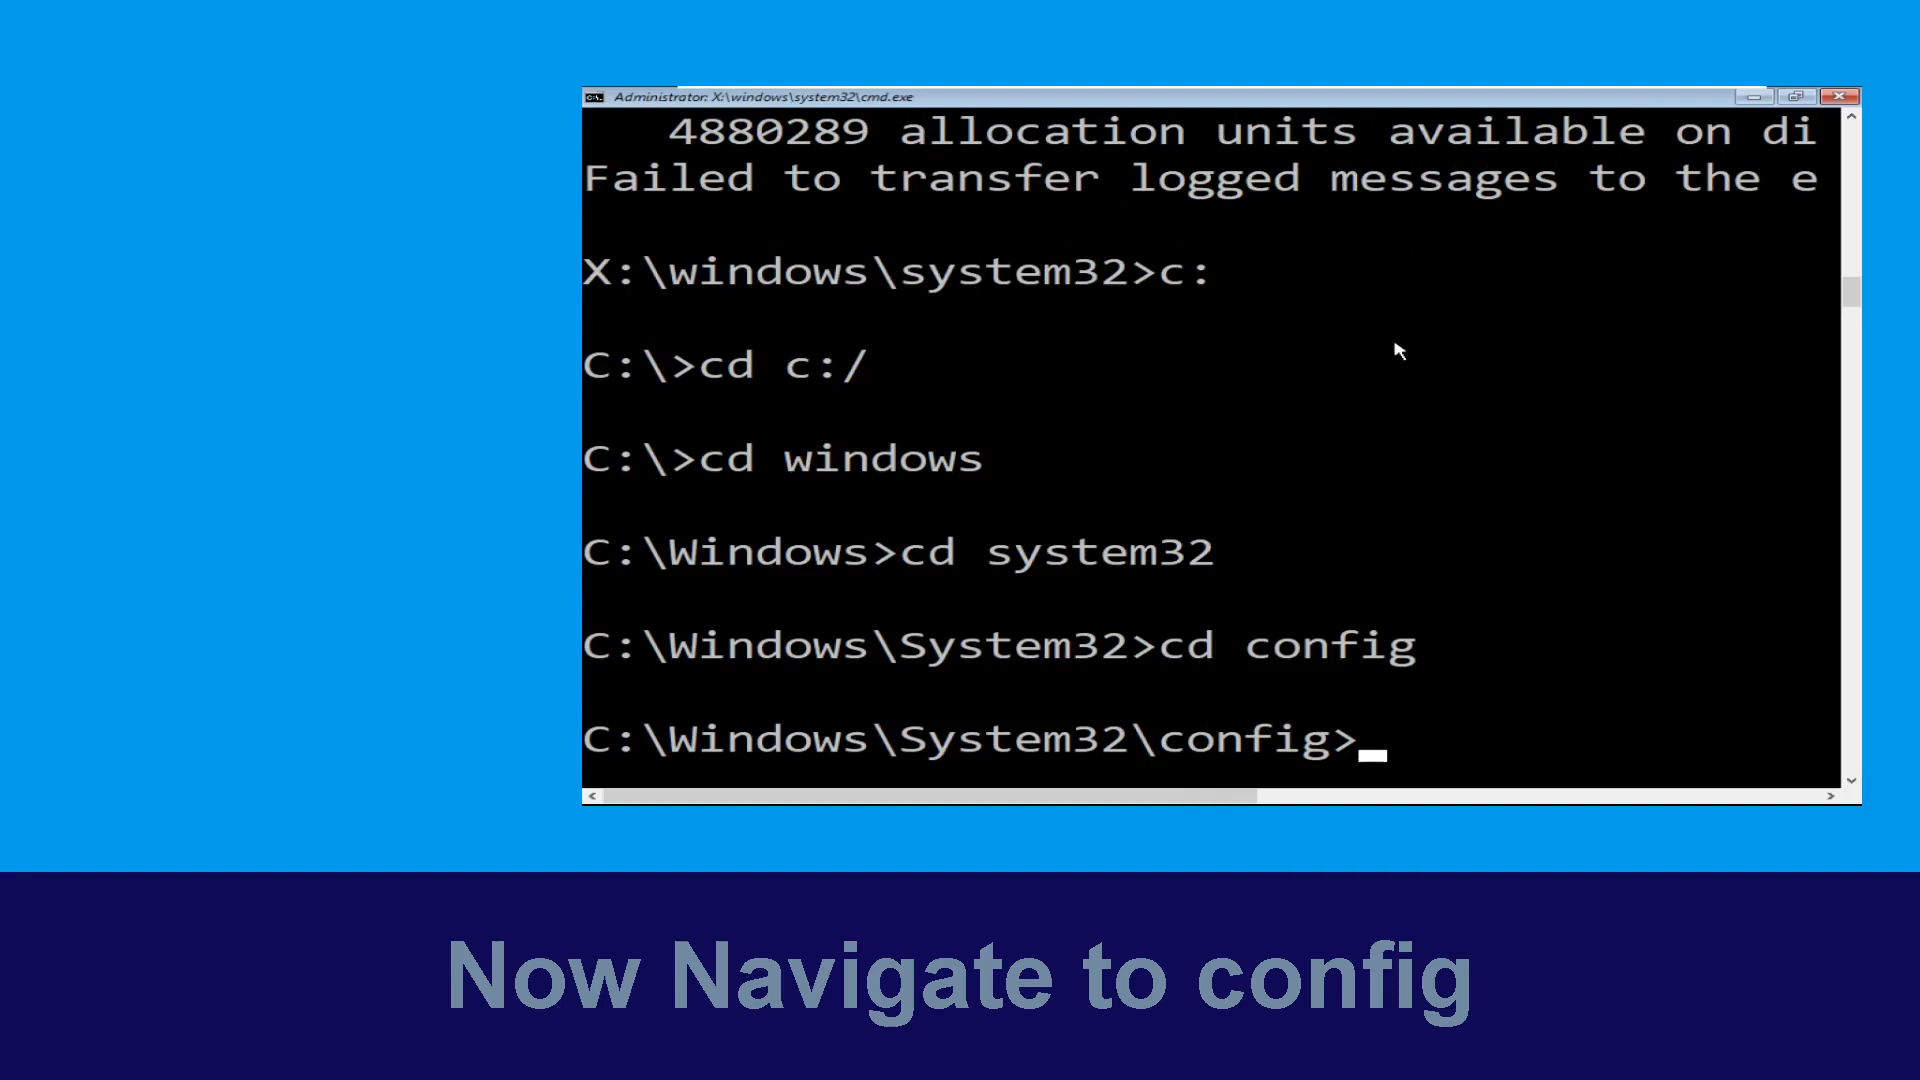 Administrator: X:\windows\system32\cmd.exe
4880289 allocation units available on di
Failed to transfer logged messages to the e
X:\windows\system32>c:
C:\>cd c:/
C:\>cd windows
C:\Windows>cd system32
C:\Windows\System32>cd config
C:\Windows\System32\config>
Now Navigate to config